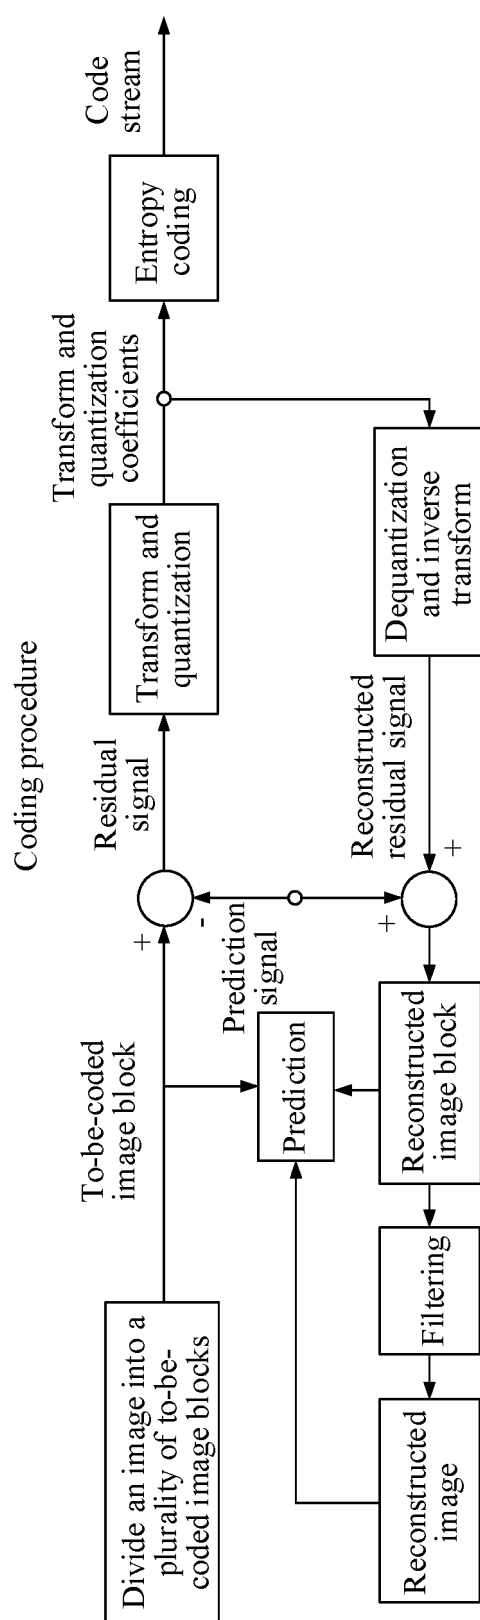 Coding procedure
Divide an image into a
plurality of to-be-
coded image blocks
To-be-coded
image block
+
-
Residual
signal
Transform and
quantization
Transform and
quantization
coefficients
Entropy
coding
Code
stream
Prediction
signal
Prediction
+
+
Reconstructed
residual signal
Dequantization
and inverse
transform
Reconstructed
image block
Filtering
Reconstructed
image